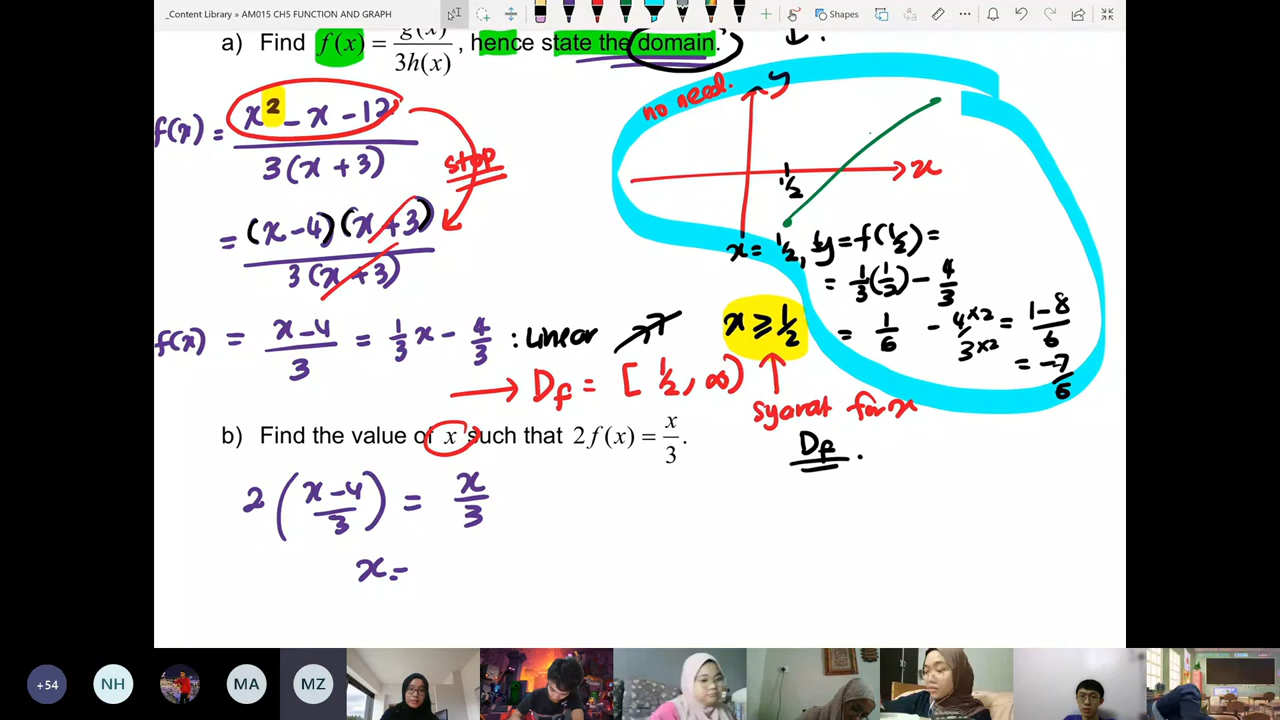 _Content Library » AM015 CH5 FUNCTION AND GRAPH
Shapes
a) Find f(x) = g(x)/3h(x), hence state the domain.
f(x) = x² - x - 12 / 3(x + 3)
stop
= (x-4)(x+3) / 3(x+3)
f(x) = x-4/3 = 1/3 x - 4/3 : Linear
→ Df = [1/2, ∞)
no need.
y
x
1/2
x = 1/2, y = f(1/2) =
= 1/3(1/2) - 4/3
= 1/6 - 4×2/3×2 = 1-8/6
= -7/6
x ≥ 1/2
syarat for x
Df.
b) Find the value of x such that 2f(x) = x/3.
2(x-4/3) = x/3
x =
+54
NH
MA
MZ